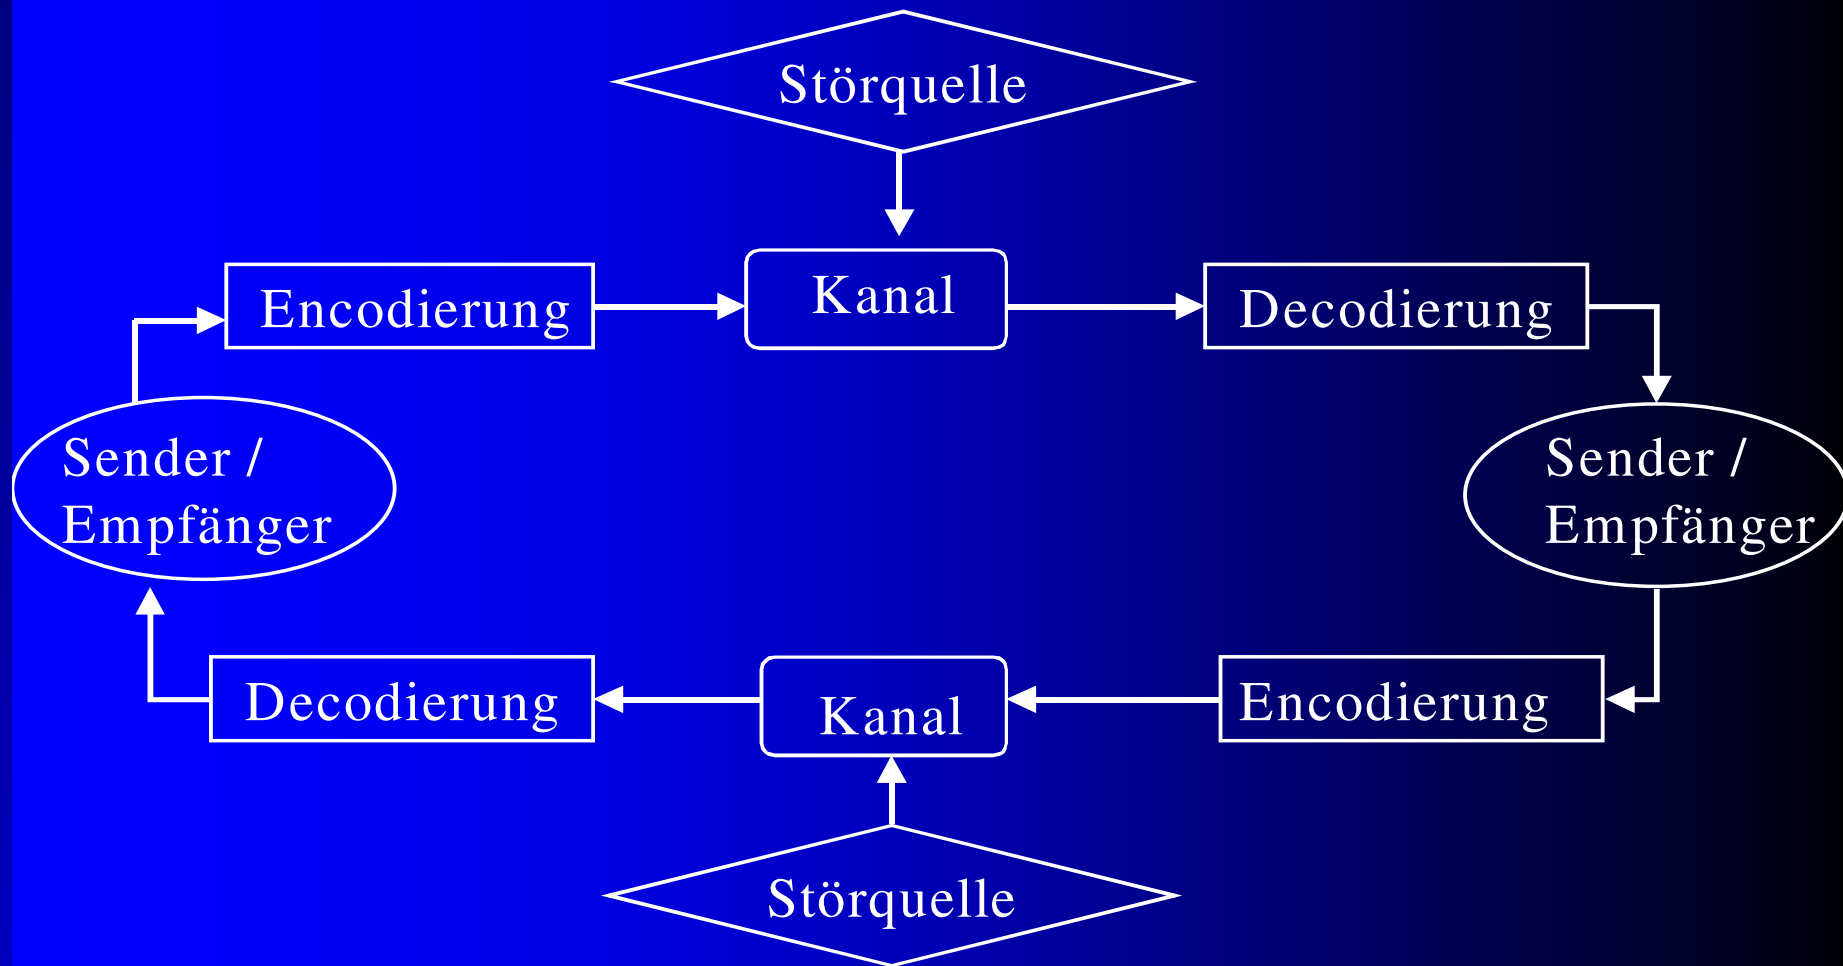 Störquelle
Encodierung
Kanal
Decodierung
Sender /
Empfänger
Sender /
Empfänger
Decodierung
Kanal
Encodierung
Störquelle